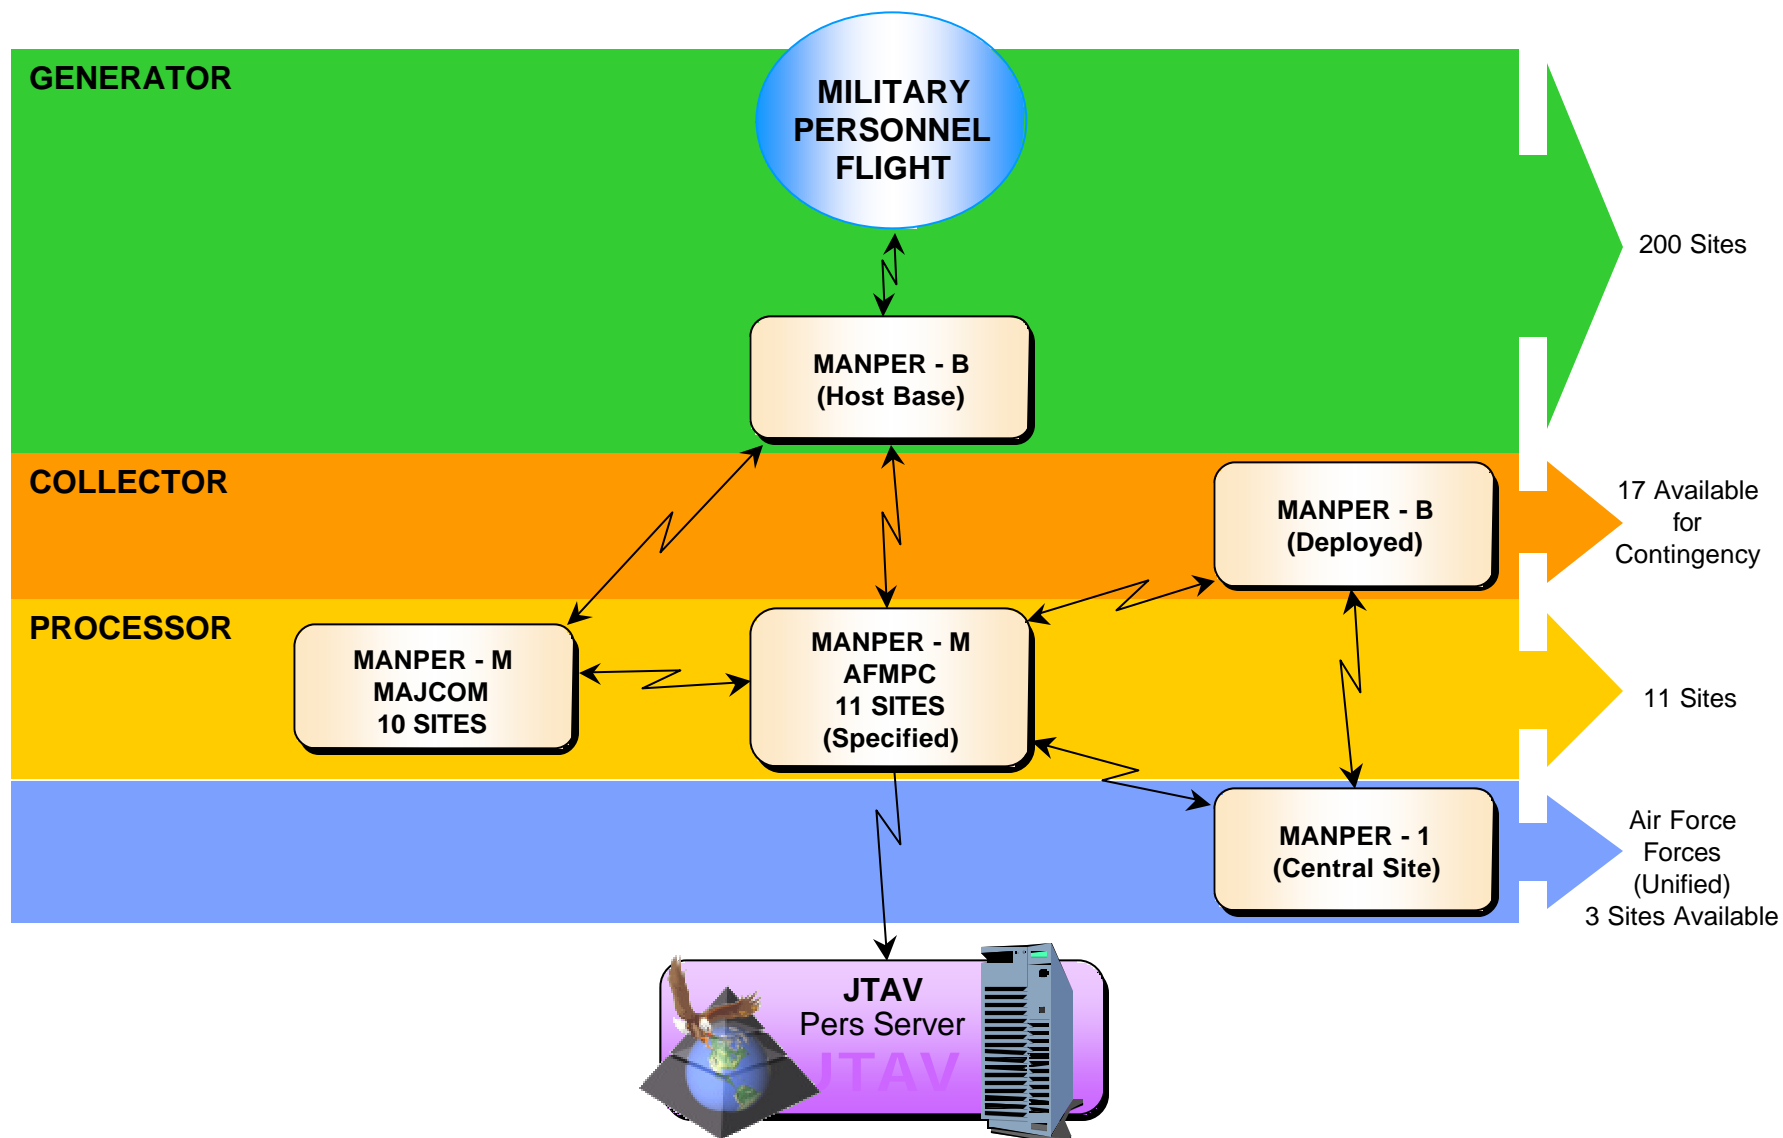 GENERATOR
MILITARY
PERSONNEL
FLIGHT
200 Sites
MANPER - B
(Host Base)
COLLECTOR
MANPER - B
(Deployed)
17 Available
for
Contingency
PROCESSOR
MANPER - M
MAJCOM
10 SITES
MANPER - M
AFMPC
11 SITES
(Specified)
11 Sites
MANPER - 1
(Central Site)
Air Force
Forces
(Unified)
3 Sites Available
JTAV
Pers Server
JTAV